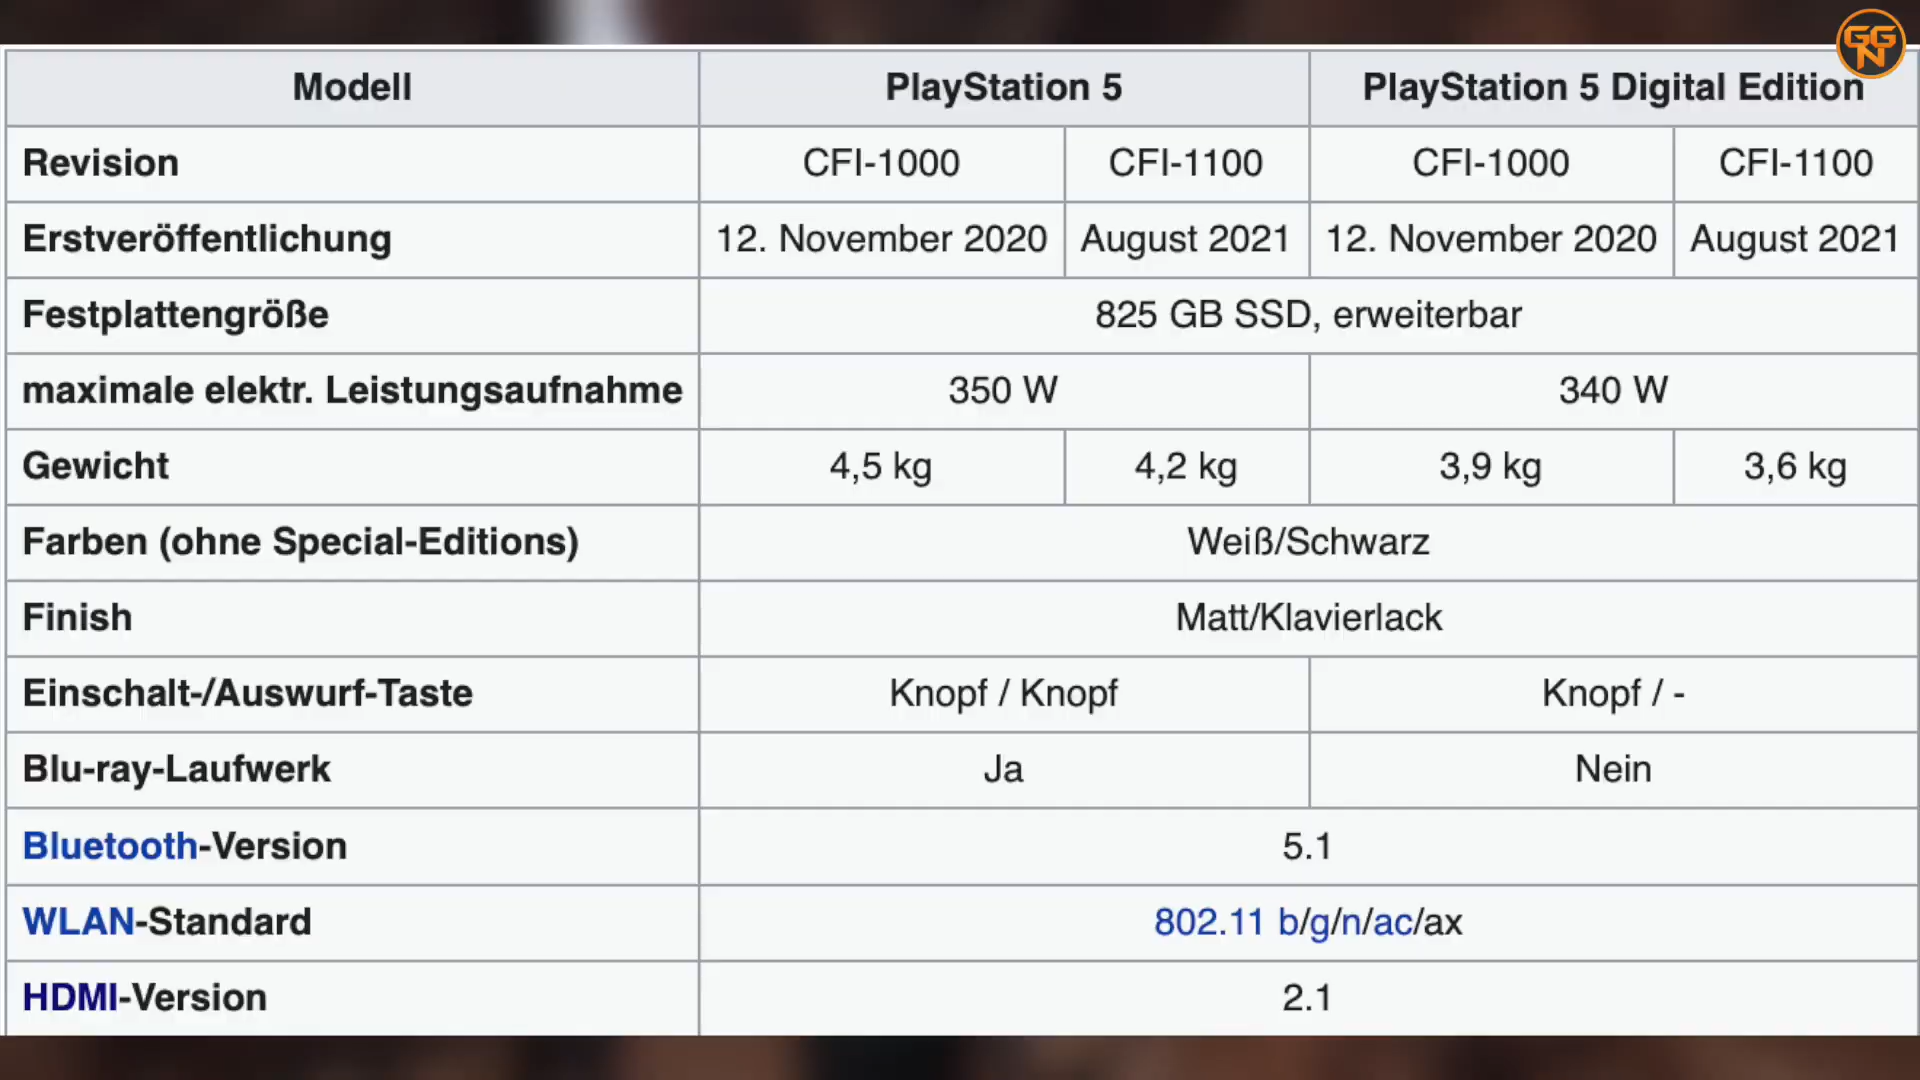 GGN
Modell PlayStation 5 PlayStation 5 Digital Edition
Revision CFI-1000 CFI-1100 CFI-1000 CFI-1100
Erstveröffentlichung 12. November 2020 August 2021 12. November 2020 August 2021
Festplattengröße 825 GB SSD, erweiterbar
maximale elektr. Leistungsaufnahme 350 W 340 W
Gewicht 4,5 kg 4,2 kg 3,9 kg 3,6 kg
Farben (ohne Special-Editions) Weiß/Schwarz
Finish Matt/Klavierlack
Einschalt-/Auswurf-Taste Knopf / Knopf Knopf / -
Blu-ray-Laufwerk Ja Nein
Bluetooth-Version 5.1
WLAN-Standard 802.11 b/g/n/ac/ax
HDMI-Version 2.1